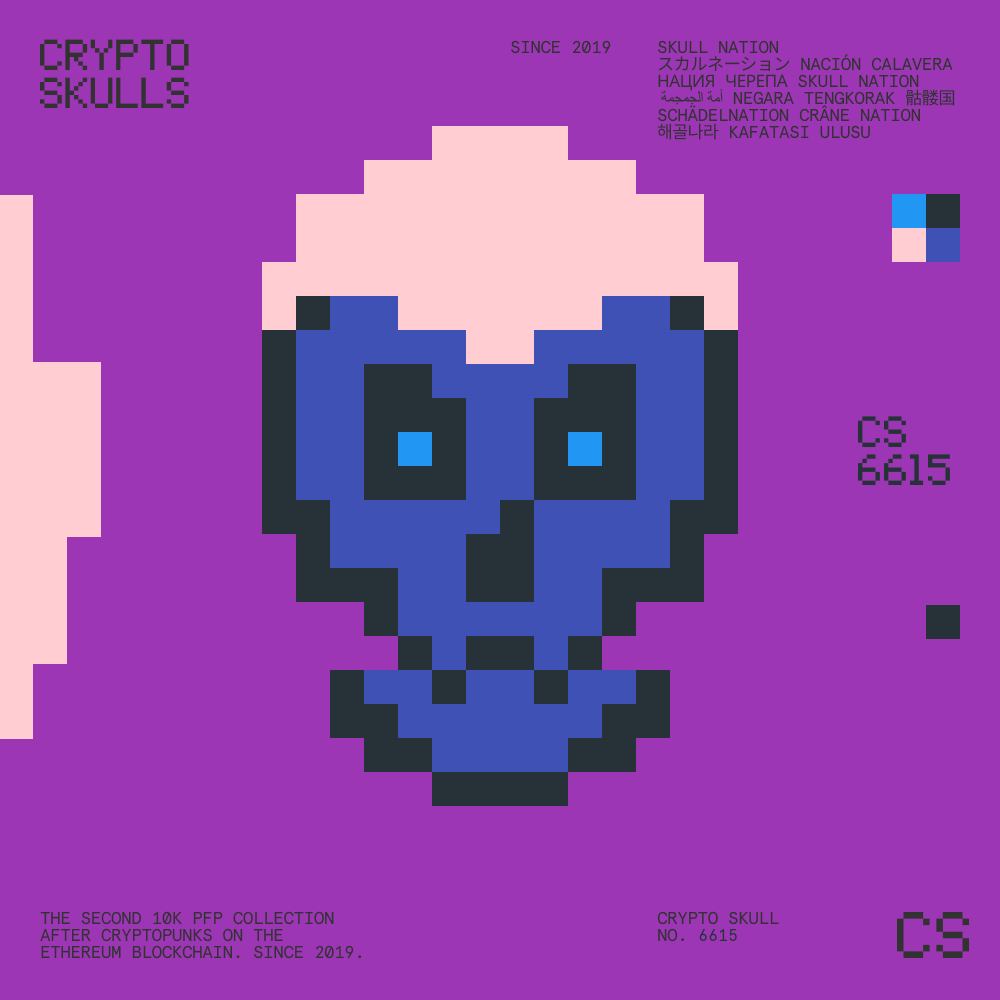 CRYPTO
SKULLS
SINCE 2019
SKULL NATION
スカルネーション NACIÓN CALAVERA
НАЦИЯ ЧЕРЕПА SKULL NATION
أمة الجمجمة NEGARA TENGKORAK 骷髅国
SCHÄDELNATION CRÂNE NATION
해골나라 KAFATASI ULUSU
CS
6615
THE SECOND 10K PFP COLLECTION
AFTER CRYPTOPUNKS ON THE
ETHEREUM BLOCKCHAIN. SINCE 2019.
CRYPTO SKULL
NO. 6615
CS